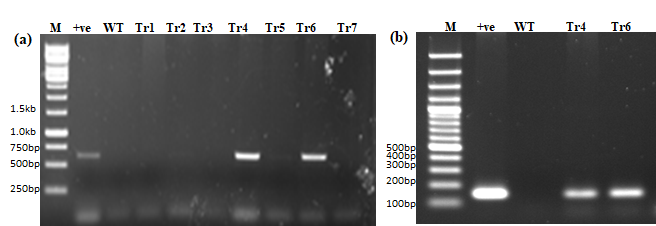 (a) M +ve WT Tr1 Tr2 Tr3 Tr4 Tr5 Tr6 Tr7
1.5kb
1.0kb
750bp
500bp
250bp
(b) M +ve WT Tr4 Tr6
500bp
400bp
300bp
200bp
100bp